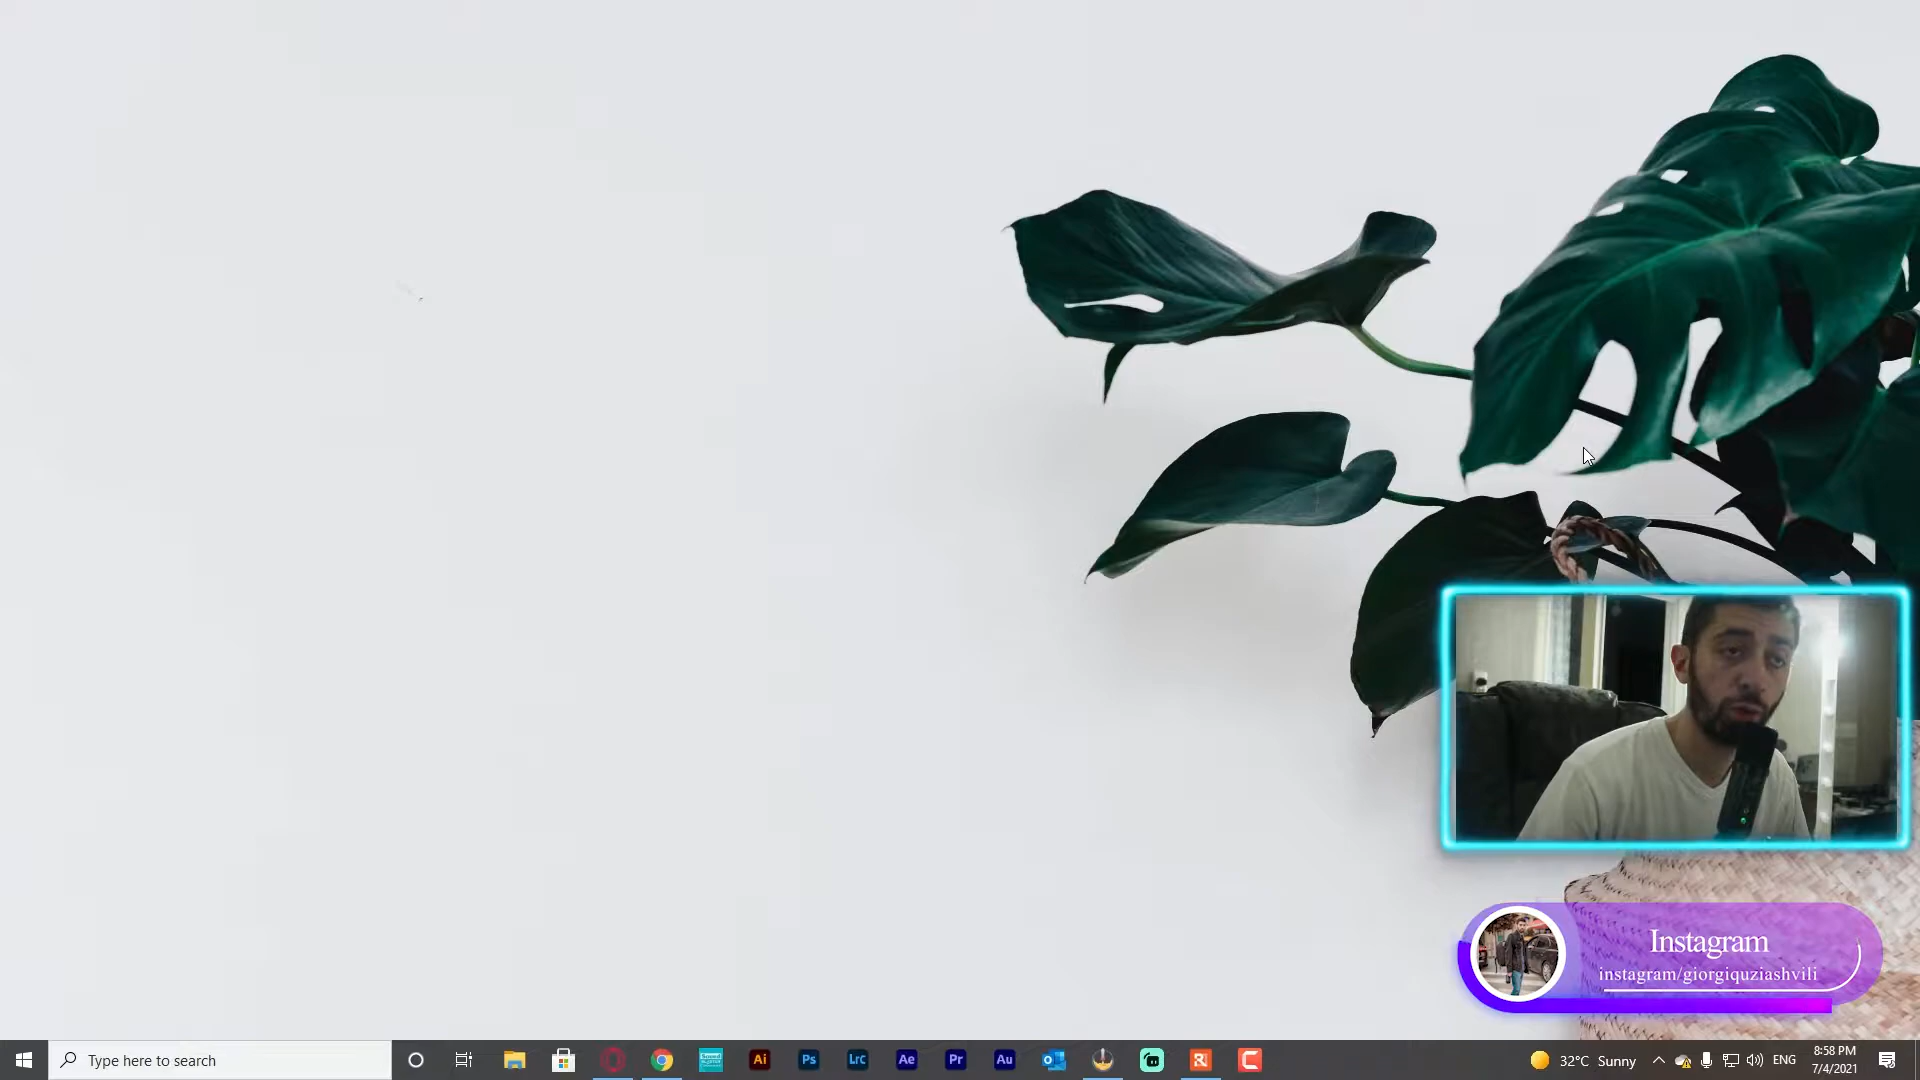 Instagram
instagram/giorgiquziashvili
Type here to search
Ai
Ps
LrC
Ae
Pr
Au
32°C Sunny
ENG
8:58 PM
7/4/2021